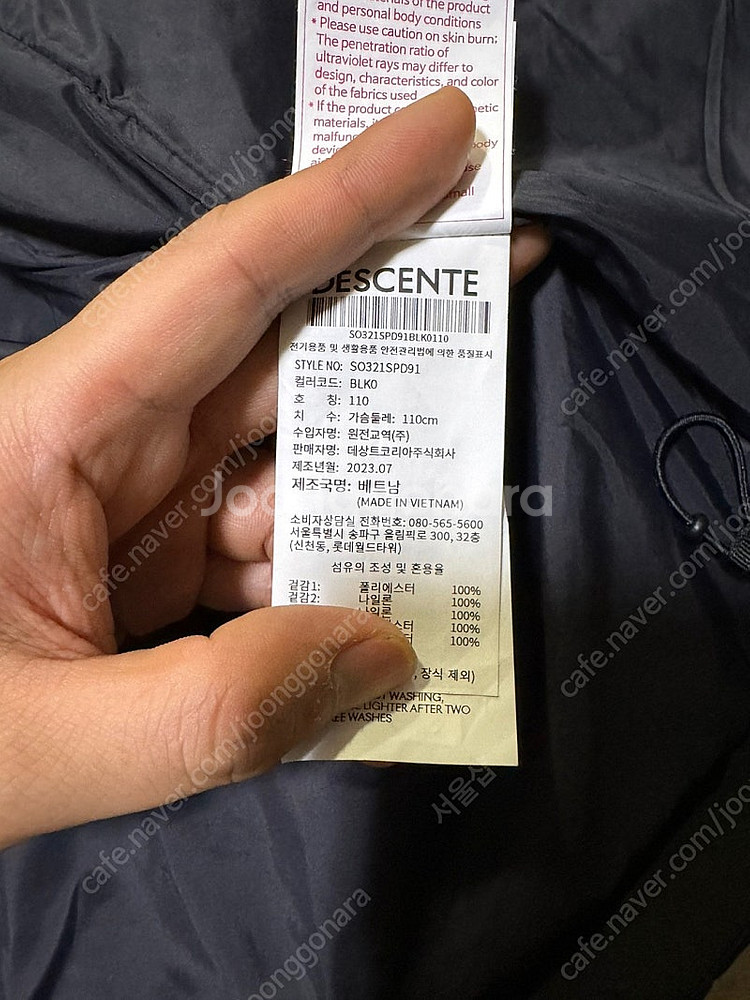 and personal body conditions
* Please use caution on skin burn:
The penetration ratio of
ultraviolet rays may differ to
design, characteristics, and color
of the fabrics used
* If the product
materials,
DESCENTE
SO321SPD91BLK0110
전기용품 및 생활용품 안전관리법에 의한 품질표시
STYLE NO: SO321SPD91
컬러코드: BLK0
호 칭: 110
치 수: 가슴둘레: 110cm
수입자명: 원전교역(주)
판매자명: 데상트코리아주식회사
제조년월: 2023.07
제조국명: 베트남
(MADE IN VIETNAM)
소비자상담실 전화번호: 080-565-5600
서울특별시 송파구 올림픽로 300, 32층
(신천동, 롯데월드타워)
섬유의 조성 및 혼용율
겉감1: 폴리에스터 100%
겉감2: 나일론 100%
나일론 100%
100%
100%
장식 제외)
WASHING,
LIGHTER AFTER TWO
WASHES
Joonggonara
cafe.naver.com/joonggonara